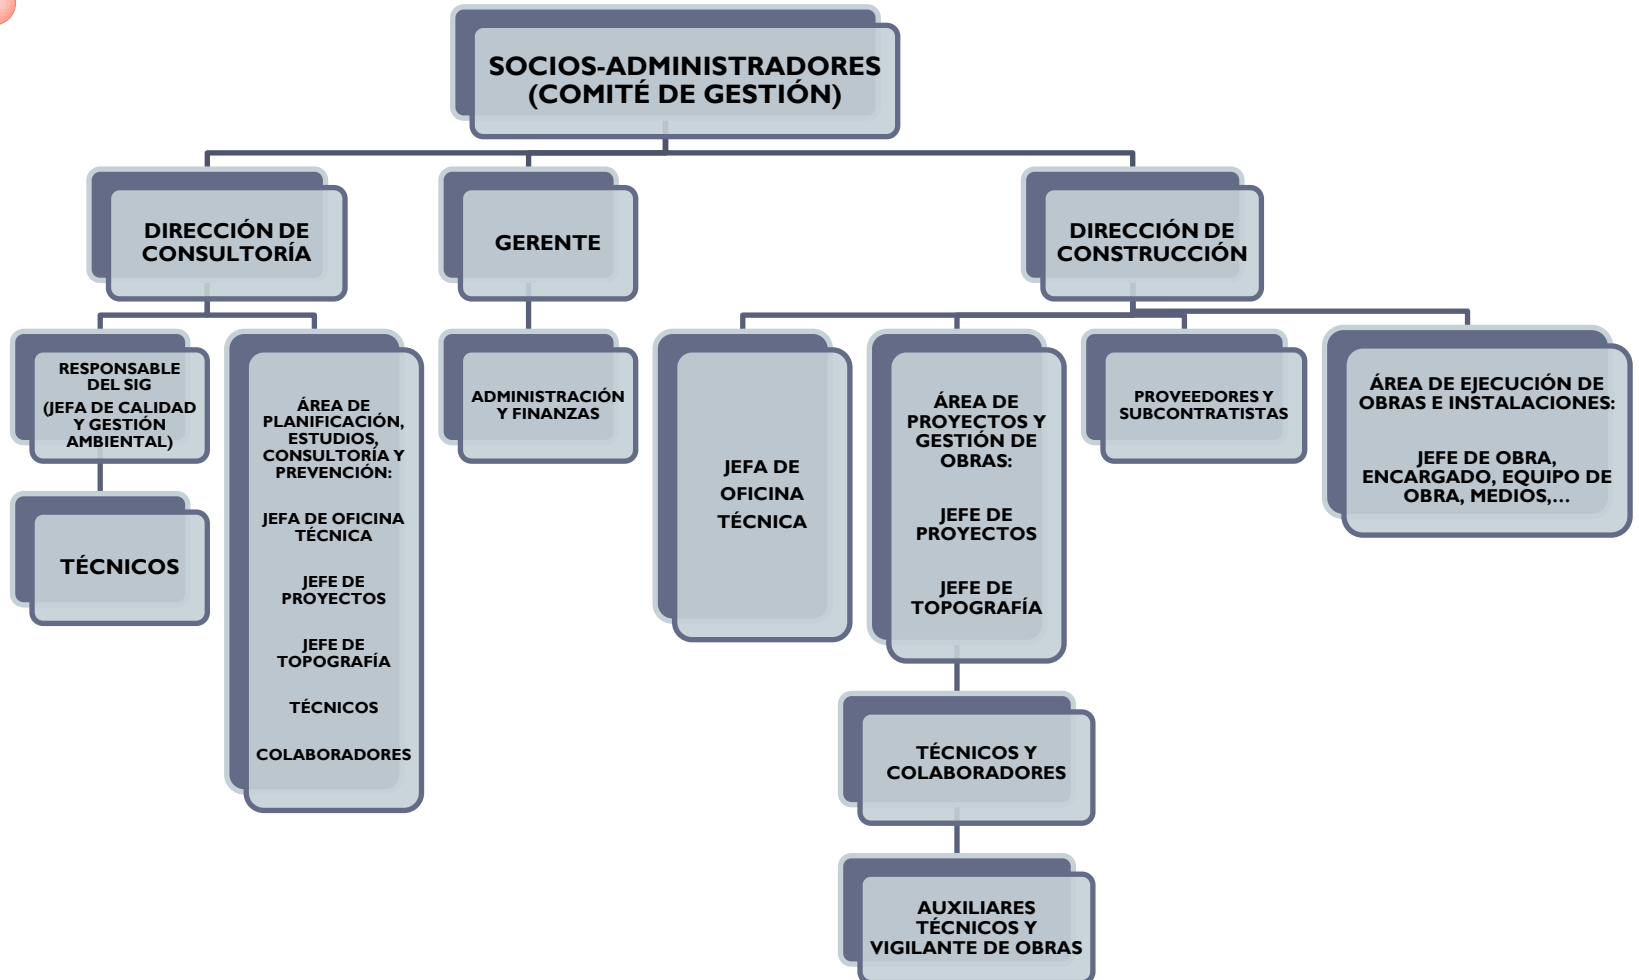 SOCIOS-ADMINISTRADORES
(COMITÉ DE GESTIÓN)
DIRECCIÓN DE
CONSULTORÍA
GERENTE
DIRECCIÓN DE
CONSTRUCCIÓN
RESPONSABLE
DEL SIG
(JEFA DE CALIDAD
Y GESTIÓN
AMBIENTAL)
TÉCNICOS
ÁREA DE
PLANIFICACIÓN,
ESTUDIOS,
CONSULTORÍA Y
PREVENCIÓN:
JEFA DE OFICINA
TÉCNICA
JEFE DE
PROYECTOS
JEFE DE
TOPOGRAFÍA
TÉCNICOS
COLABORADORES
ADMINISTRACIÓN
Y FINANZAS
JEFA DE
OFICINA
TÉCNICA
ÁREA DE
PROYECTOS Y
GESTIÓN DE
OBRAS:
JEFE DE
PROYECTOS
JEFE DE
TOPOGRAFÍA
TÉCNICOS Y
COLABORADORES
AUXILIARES
TÉCNICOS Y
VIGILANTE DE OBRAS
PROVEEDORES Y
SUBCONTRATISTAS
ÁREA DE EJECUCIÓN DE
OBRAS E INSTALACIONES:
JEFE DE OBRA,
ENCARGADO, EQUIPO DE
OBRA, MEDIOS,...